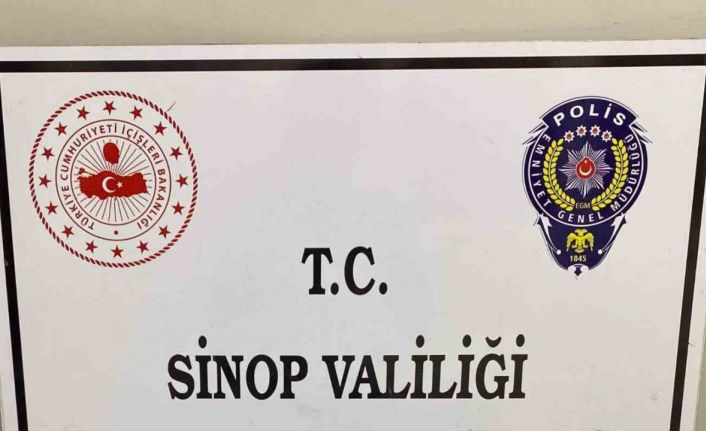 TÜRKİYE CUMHURİYETİ İÇİŞLERİ BAKANLIĞI
POLİS
EMNİYET GENEL MÜDÜRLÜĞÜ
EGM
1845
T.C.
SİNOP VALİLİĞİ